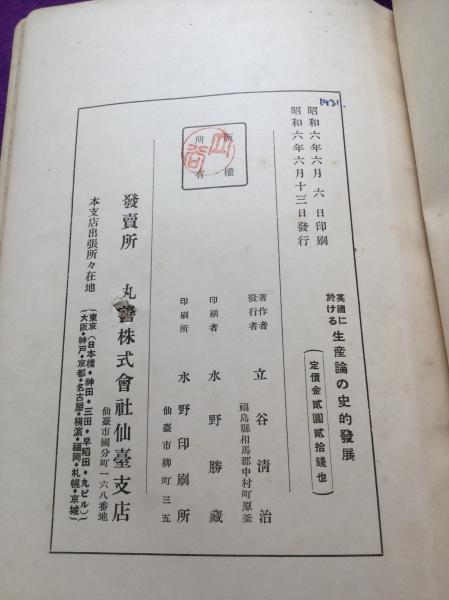 1931.
昭和六年六月六日印刷
昭和六年六月十三日發行
英國に於ける生産論の史的發展
(定價金貳圓貳拾錢也)
版權所有
著作者
發行者
立谷淸治
福島縣相馬郡中村町原釜
印刷者
水野勝藏
印刷所
水野印刷所
仙臺市柳町三五
發賣所
丸善株式會社仙臺支店
仙臺市國分町一六八番地
本支店出張所々在地
東京(日本橋・神田・三田・早稻田・丸ビル)
大阪・神戶・京都・名古屋・橫濱・福岡・札幌・京城